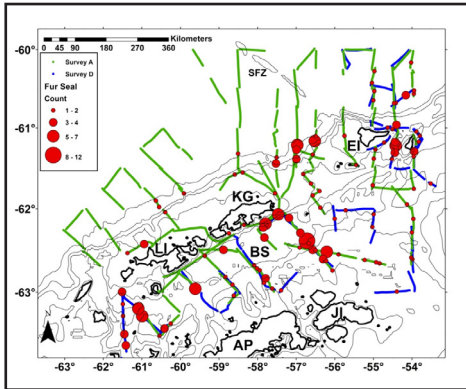 Kilometers
0 45 90 180 270 360
Survey A
Survey D
Fur Seal
Count
1 - 2
3 - 4
5 - 7
8 - 12
SFZ
EI
KG
LI
BS
JI
AP
-60°
-61°
-62°
-63°
-63° -62° -61° -60° -59° -58° -57° -56° -55° -54°